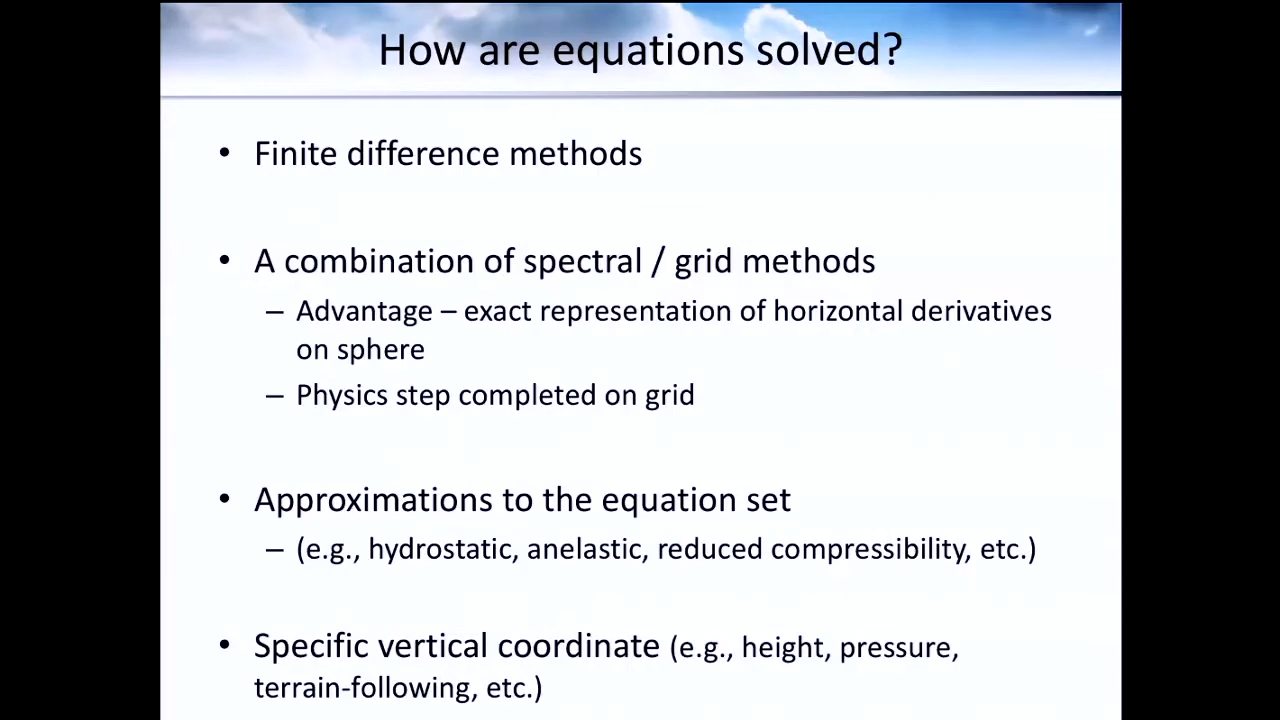 How are equations solved?
• Finite difference methods
• A combination of spectral / grid methods
– Advantage – exact representation of horizontal derivatives
on sphere
– Physics step completed on grid
• Approximations to the equation set
– (e.g., hydrostatic, anelastic, reduced compressibility, etc.)
• Specific vertical coordinate (e.g., height, pressure,
terrain-following, etc.)